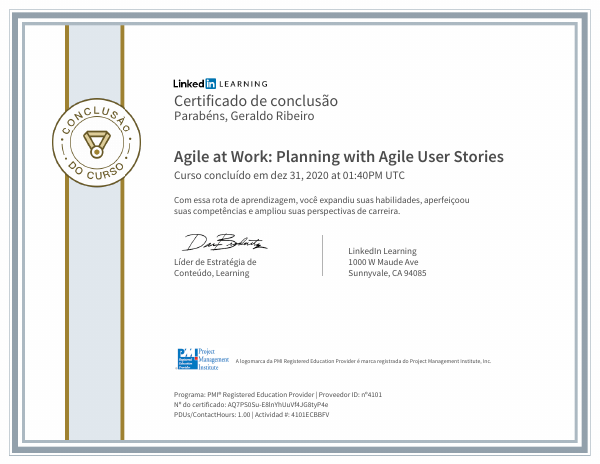 CONCLUSÃO
DO CURSO
Linked in LEARNING
Certificado de conclusão
Parabéns, Geraldo Ribeiro
Agile at Work: Planning with Agile User Stories
Curso concluído em dez 31, 2020 at 01:40PM UTC
Com essa rota de aprendizagem, você expandiu suas habilidades, aperfeiçoou
suas competências e ampliou suas perspectivas de carreira.
Líder de Estratégia de
Conteúdo, Learning
LinkedIn Learning
1000 W Maude Ave
Sunnyvale, CA 94085
PMI
Registered
Education
Provider
Project
Management
Institute
A logomarca da PMI Registered Education Provider é marca registrada do Project Management Institute, Inc.
Programa: PMI® Registered Education Provider | Proveedor ID: nº4101
Nº do certificado: AQ7PS0Su-E8lnYhUuVf4JG8tyP4e
PDUs/ContactHours: 1.00 | Actividad #: 4101ECBBFV